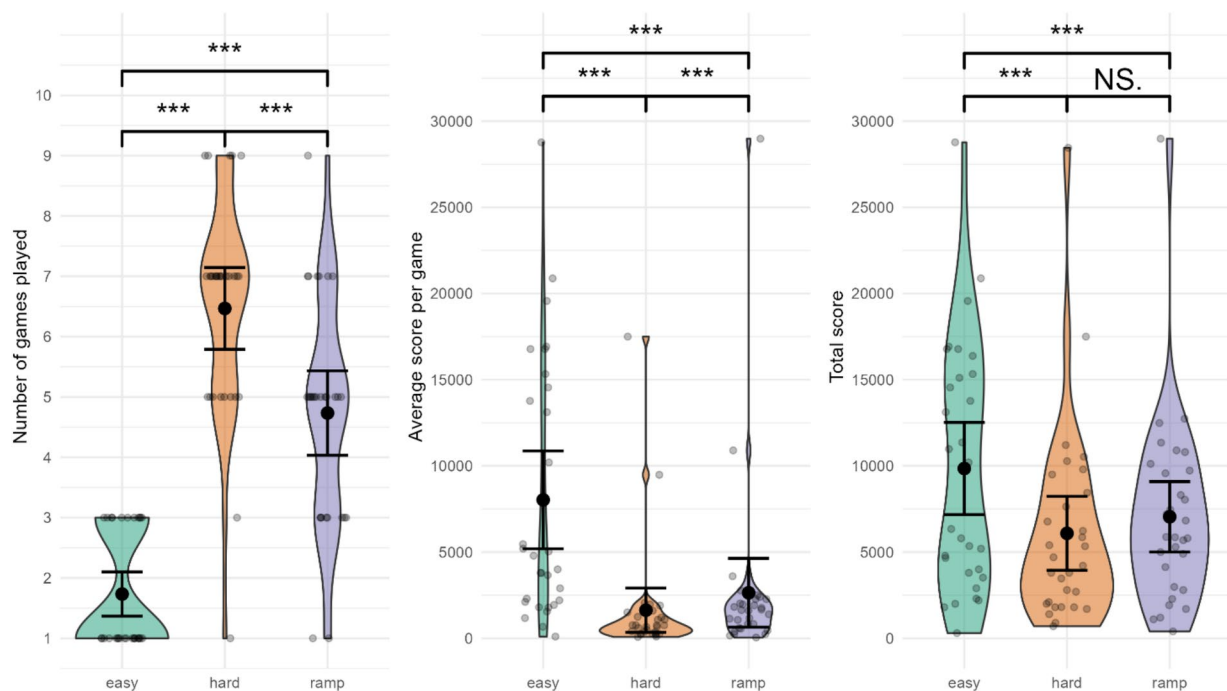 Number of games played
10
9
8
7
6
5
4
3
2
1
***
***
***
easy
hard
ramp
Average score per game
30000
25000
20000
15000
10000
5000
0
***
***
***
easy
hard
ramp
Total score
30000
25000
20000
15000
10000
5000
0
***
***
NS.
easy
hard
ramp